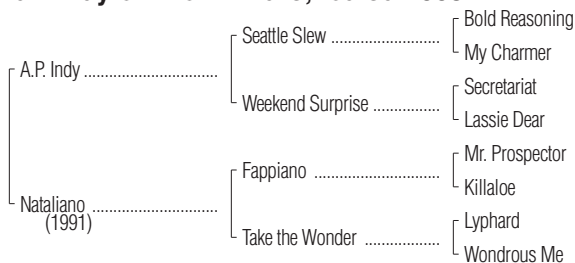 Bold Reasoning
Seattle Slew ........................
My Charmer
A.P. Indy .............................
Secretariat
Weekend Surprise ...............
Lassie Dear
Mr. Prospector
Fappiano ............................
Killaloe
Nataliano ...........................
(1991)
Lyphard
Take the Wonder .................
Wondrous Me